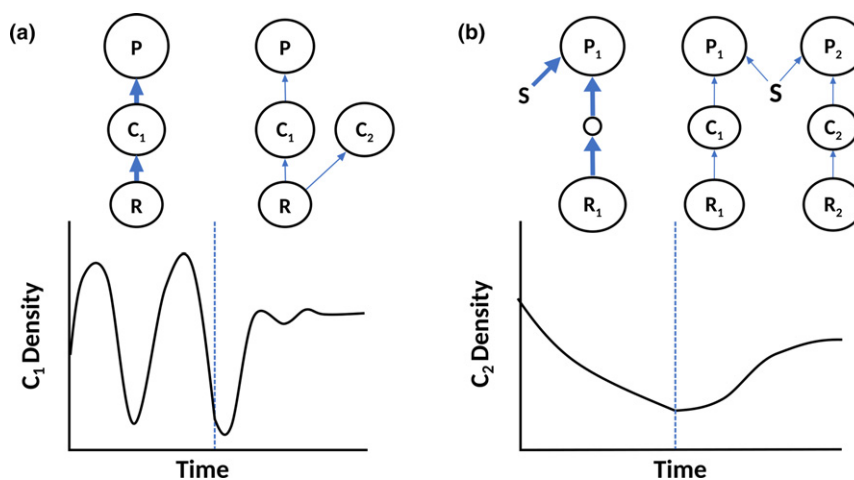 (a)
P
P
C₁
C₁
C₂
R
R
C₁ Density
Time
(b)
P₁
P₁
P₂
S
S
C₁
C₂
R₁
R₁
R₂
C₂ Density
Time